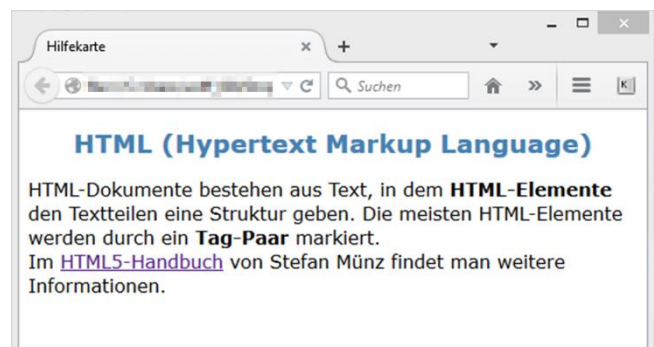 Hilfekarte
Suchen
HTML (Hypertext Markup Language)
HTML-Dokumente bestehen aus Text, in dem HTML-Elemente
den Textteilen eine Struktur geben. Die meisten HTML-Elemente
werden durch ein Tag-Paar markiert.
Im HTML5-Handbuch von Stefan Münz findet man weitere
Informationen.